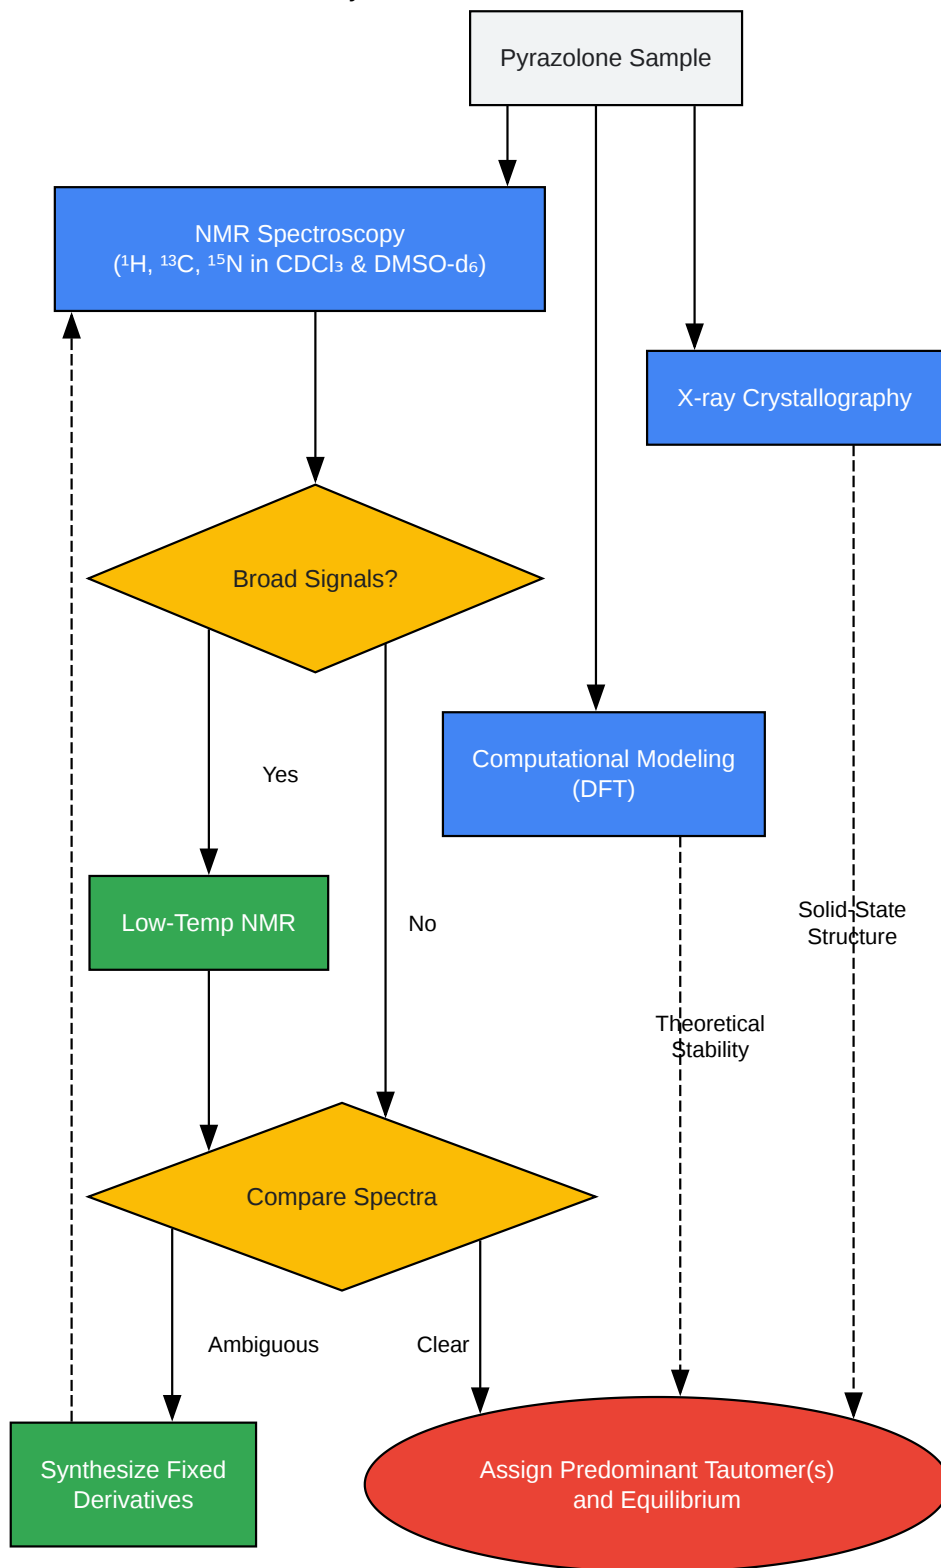 Pyrazolone Sample
NMR Spectroscopy
(¹H, ¹³C, ¹⁵N in CDCl₃ & DMSO-d₆)
X-ray Crystallography
Broad Signals?
Computational Modeling
(DFT)
Yes
Low-Temp NMR
No
Solid-State
Structure
Theoretical
Stability
Compare Spectra
Ambiguous
Clear
Synthesize Fixed
Derivatives
Assign Predominant Tautomer(s)
and Equilibrium